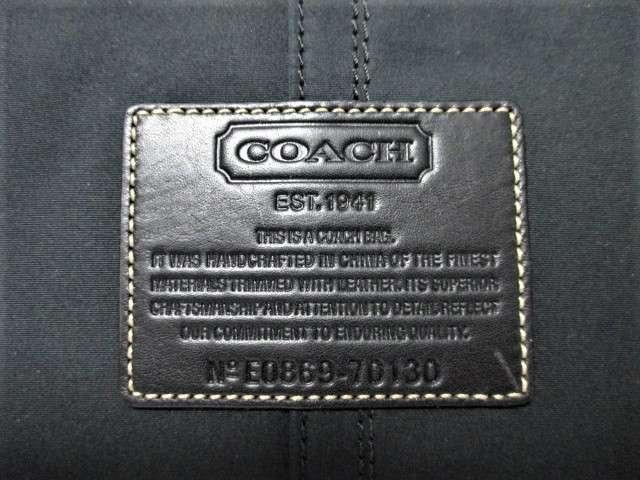 COACH
EST. 1941
THIS IS A COACH BAG.
IT WAS HANDCRAFTED IN CHINA OF THE FINEST
MATERIALS TRIMMED WITH LEATHER. ITS SUPERIOR
CRAFTSMANSHIP AND ATTENTION TO DETAIL REFLECT
OUR COMMITMENT TO ENDURING QUALITY.
Nº E0869-7D130